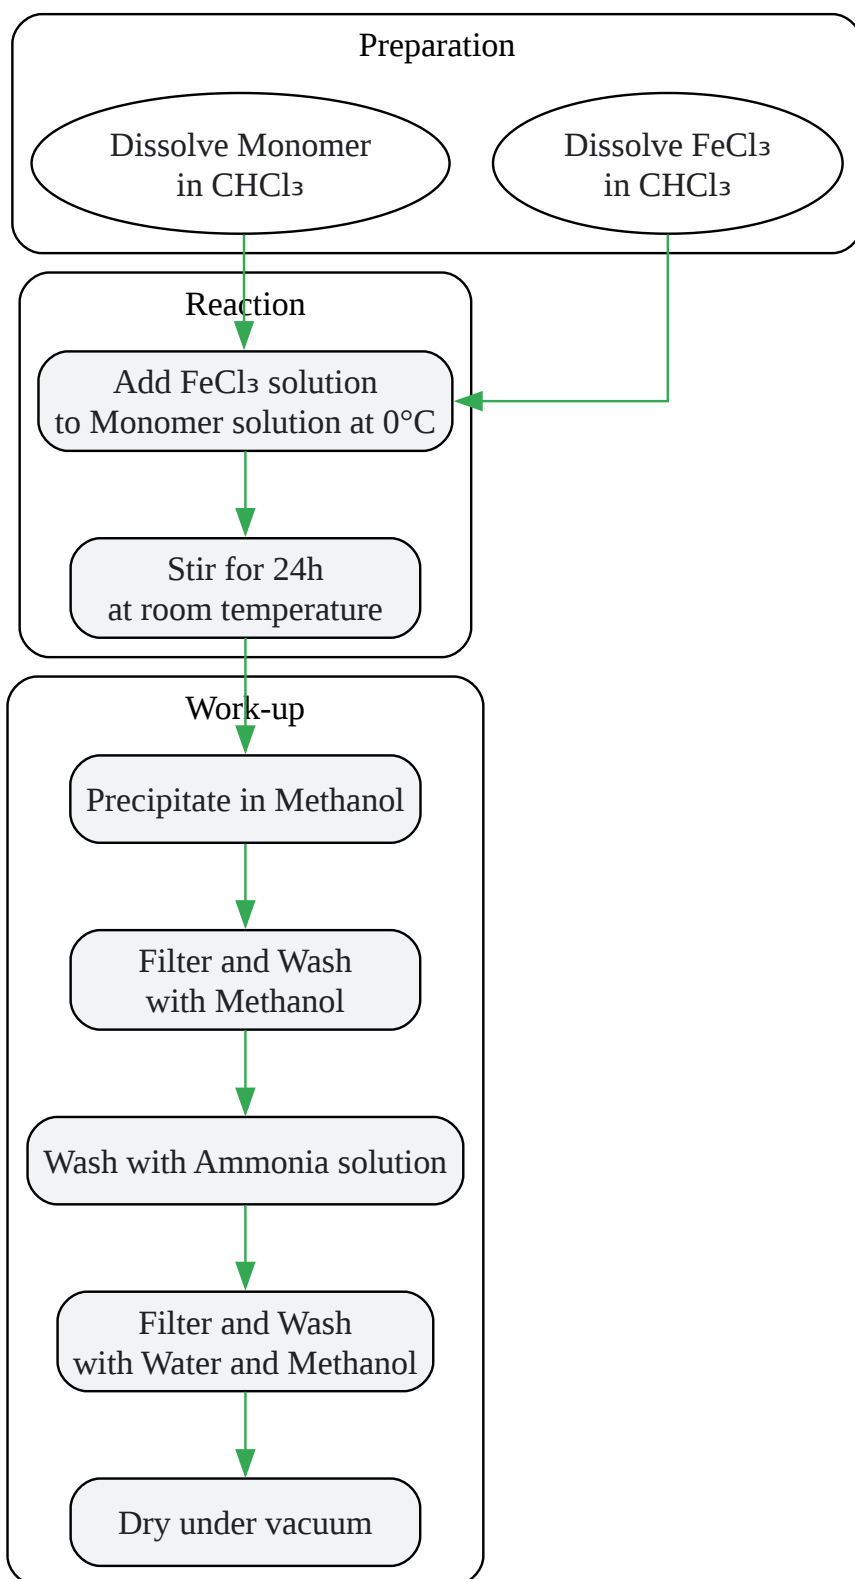 Preparation
Dissolve Monomer
in CHCl₃
Dissolve FeCl₃
in CHCl₃
Reaction
Add FeCl₃ solution
to Monomer solution at 0°C
Stir for 24h
at room temperature
Work-up
Precipitate in Methanol
Filter and Wash
with Methanol
Wash with Ammonia solution
Filter and Wash
with Water and Methanol
Dry under vacuum